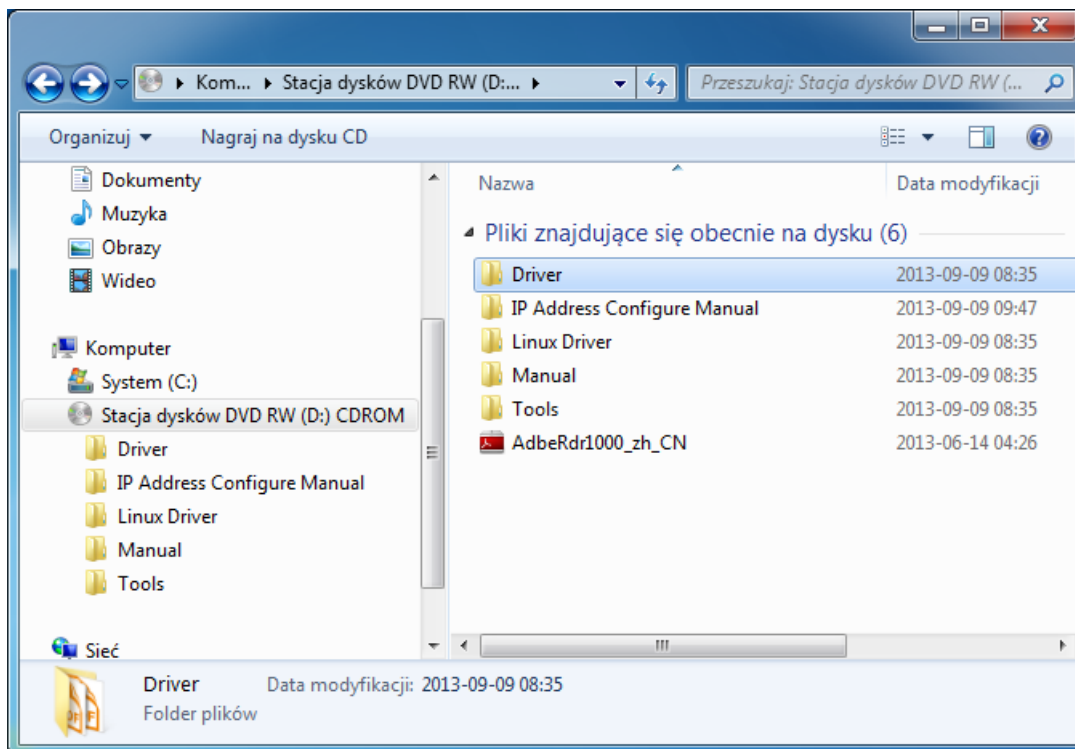 Kom... Stacja dysków DVD RW (D:... Przeszukaj: Stacja dysków DVD RW (...
Organizuj Nagraj na dysku CD
Dokumenty
Muzyka
Obrazy
Wideo
Komputer
System (C:)
Stacja dysków DVD RW (D:) CDROM
Driver
IP Address Configure Manual
Linux Driver
Manual
Tools
Sieć
Nazwa Data modyfikacji
Pliki znajdujące się obecnie na dysku (6)
Driver 2013-09-09 08:35
IP Address Configure Manual 2013-09-09 09:47
Linux Driver 2013-09-09 08:35
Manual 2013-09-09 08:35
Tools 2013-09-09 08:35
AdbeRdr1000_zh_CN 2013-06-14 04:26
Driver Data modyfikacji: 2013-09-09 08:35
Folder plików